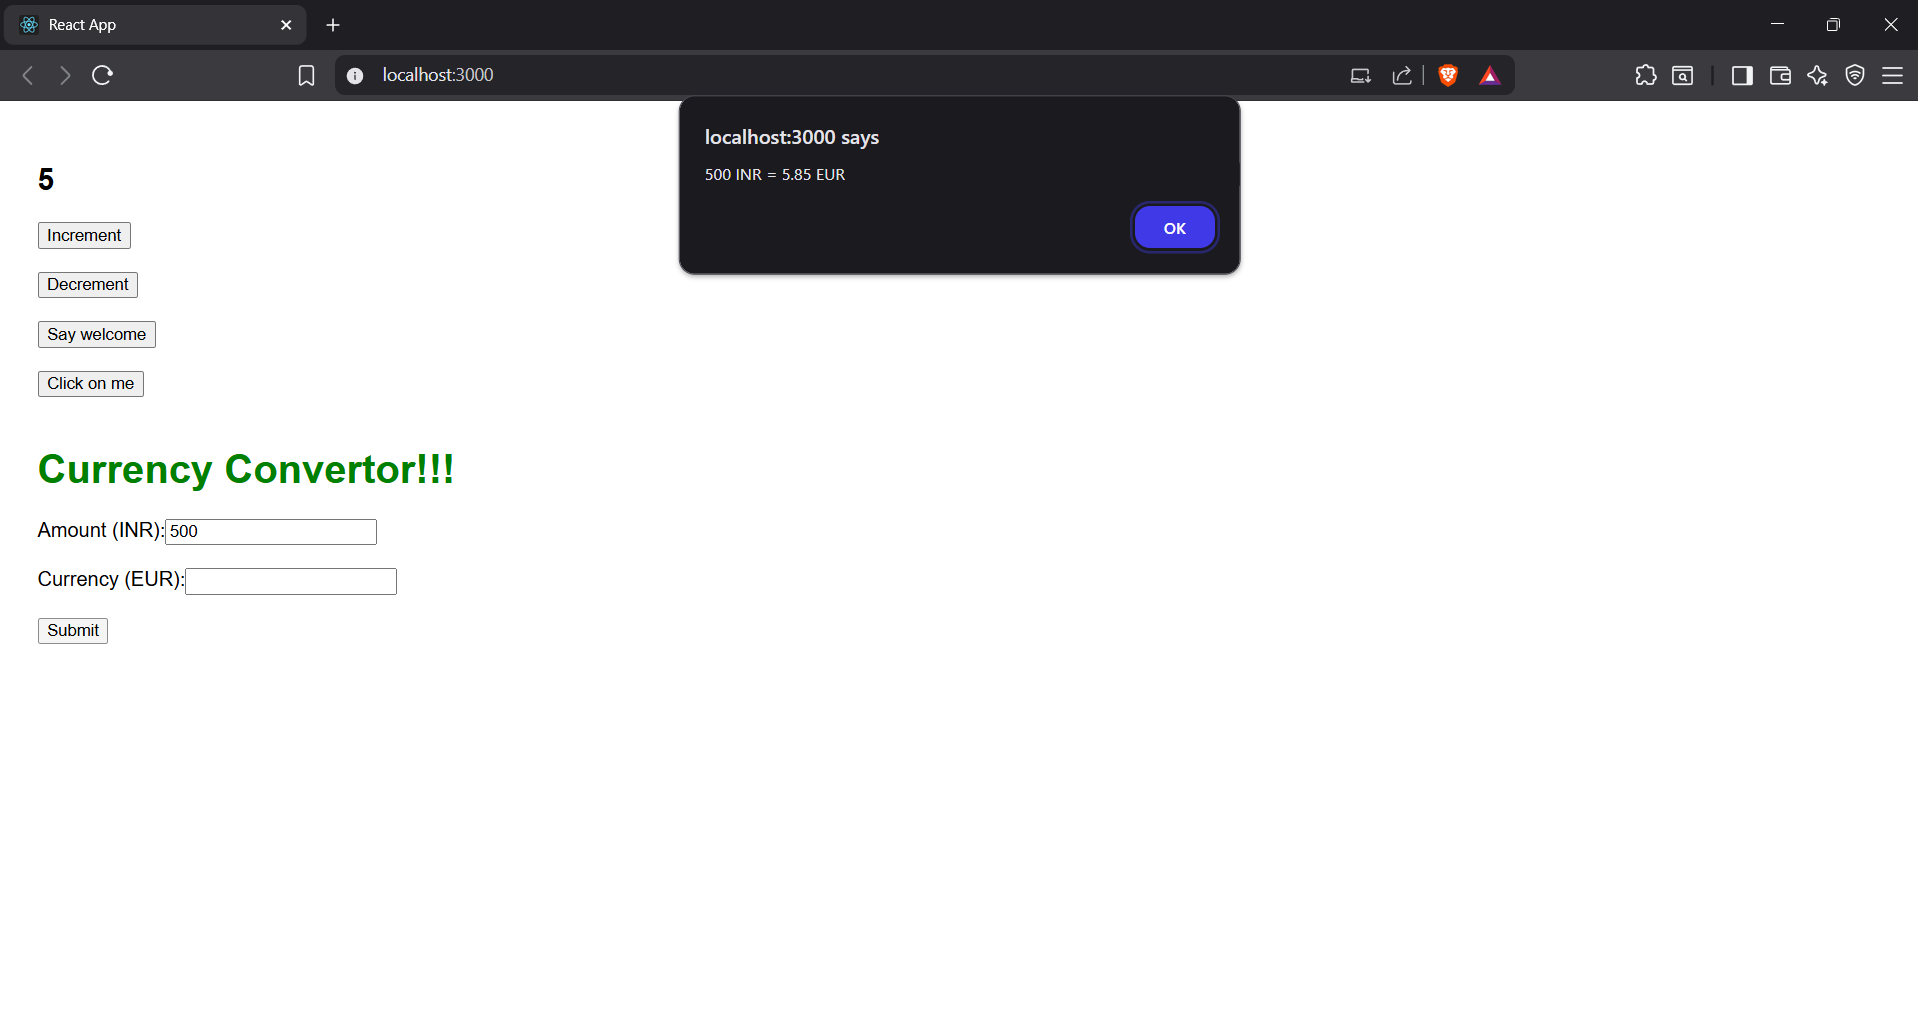 React App
localhost:3000
localhost:3000 says
500 INR = 5.85 EUR
OK
5
Increment
Decrement
Say welcome
Click on me
Currency Convertor!!!
Amount (INR): 500
Currency (EUR):
Submit